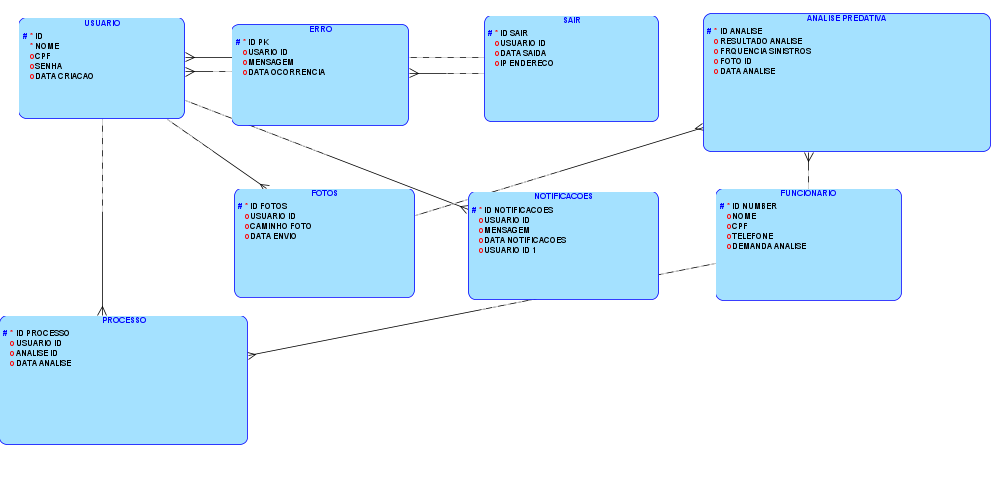 USUARIO
# * ID
* NOME
o CPF
o SENHA
o DATA CRIACAO
ERRO
# * ID PK
o USARIO ID
o MENSAGEM
o DATA OCORRENCIA
SAIR
# * ID SAIR
o USUARIO ID
o DATA SAIDA
o IP ENDERECO
ANALISE PREDATIVA
# * ID ANALISE
o RESULTADO ANALISE
o FRQUENCIA SINISTROS
o FOTO ID
o DATA ANALISE
FOTOS
# * ID FOTOS
o USUARIO ID
o CAMINHO FOTO
o DATA ENVIO
NOTIFICACOES
# * ID NOTIFICACOES
o USUARIO ID
o MENSAGEM
o DATA NOTIFICACOES
o USUARIO ID 1
FUNCIONARIO
# * ID NUMBER
o NOME
o CPF
o TELEFONE
o DEMANDA ANALISE
PROCESSO
# * ID PROCESSO
o USUARIO ID
o ANALISE ID
o DATA ANALISE